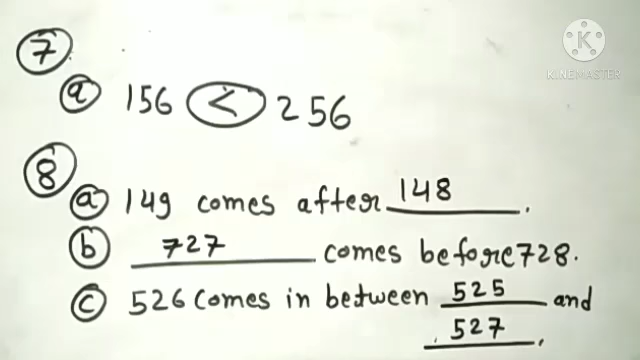 KINEMASTER
7
a 156 < 256
8
a 149 comes after 148.
b 727 comes before 728.
c 526 comes in between 525 and
527.